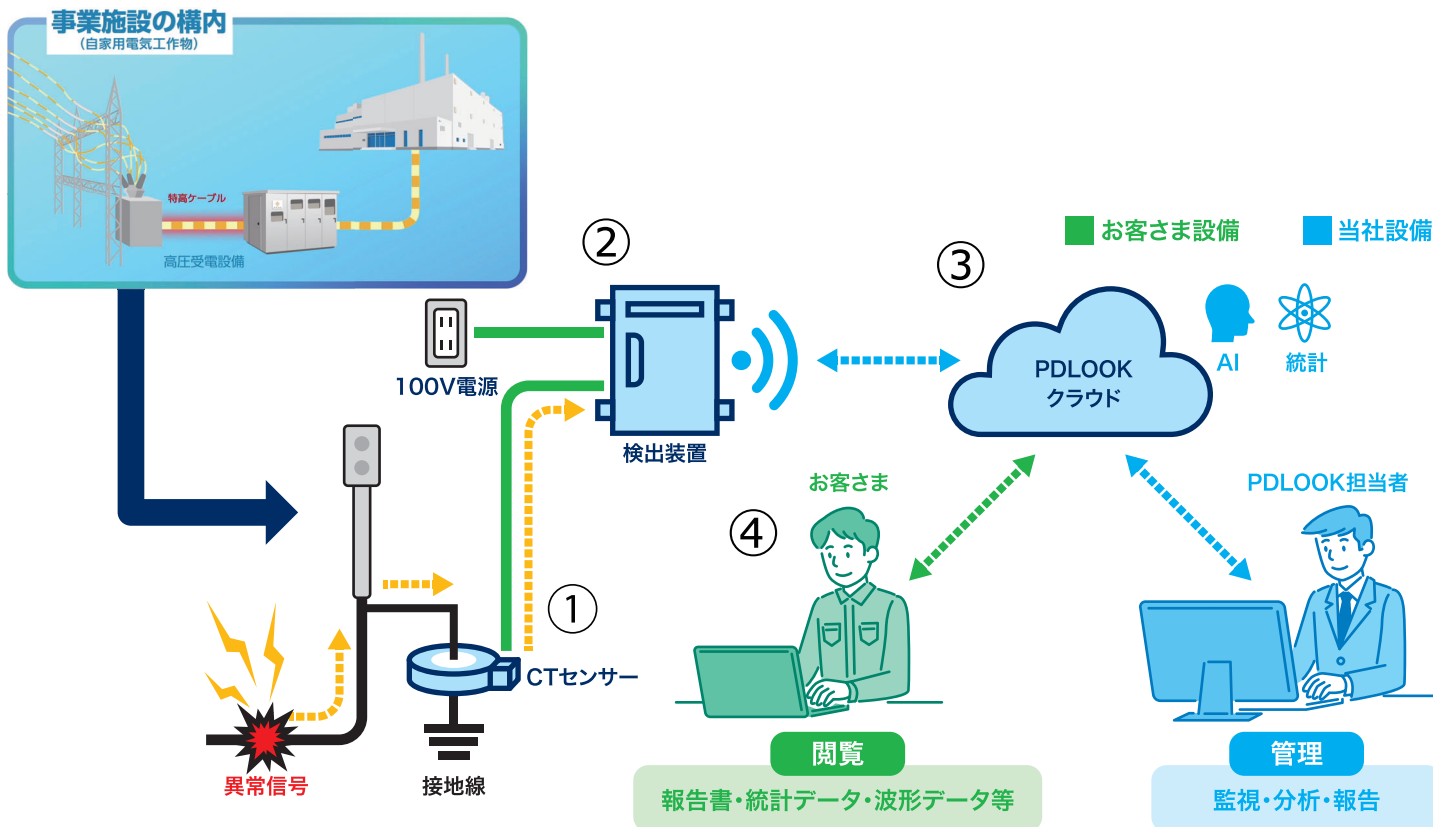 事業施設の構内
(自家用電気工作物)
特高ケーブル
高圧受電設備
②
③
お客さま設備
当社設備
100V電源
検出装置
PDLOOK
クラウド
AI
統計
①
CTセンサー
異常信号
接地線
④
お客さま
PDLOOK担当者
閲覧
報告書・統計データ・波形データ等
管理
監視・分析・報告